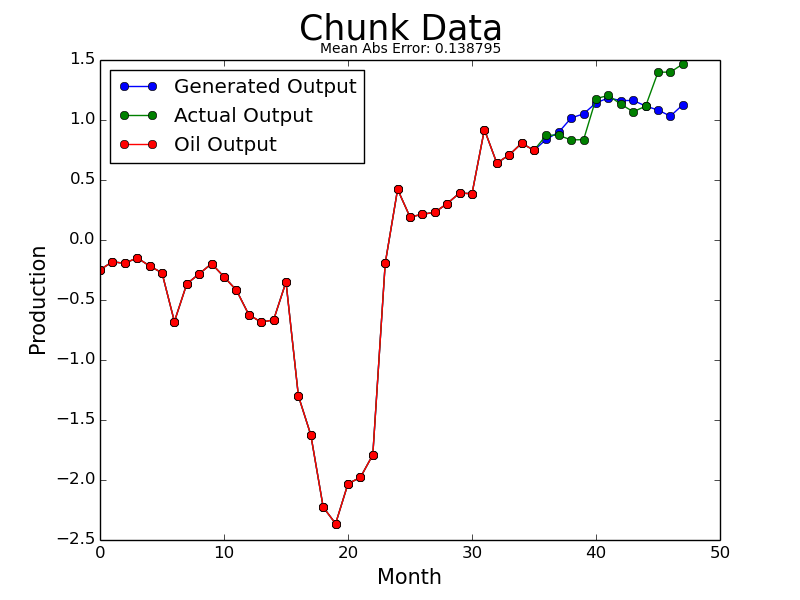 Chunk Data
Mean Abs Error: 0.138795
Generated Output
Actual Output
Oil Output
1.5
1.0
0.5
0.0
−0.5
−1.0
−1.5
−2.0
−2.5
Production
0 10 20 30 40 50
Month